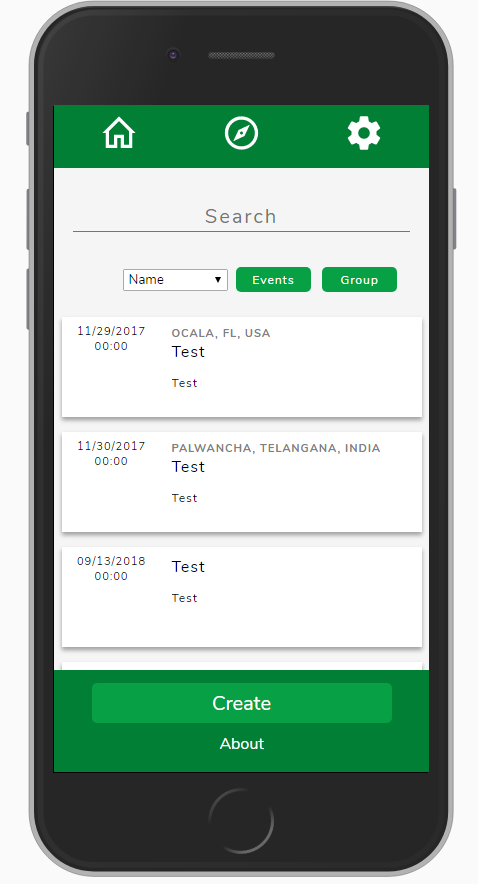 Search
Name
Events
Group
11/29/2017
00:00
OCALA, FL, USA
Test
Test
11/30/2017
00:00
PALWANCHA, TELANGANA, INDIA
Test
Test
09/13/2018
00:00
Test
Test
Create
About